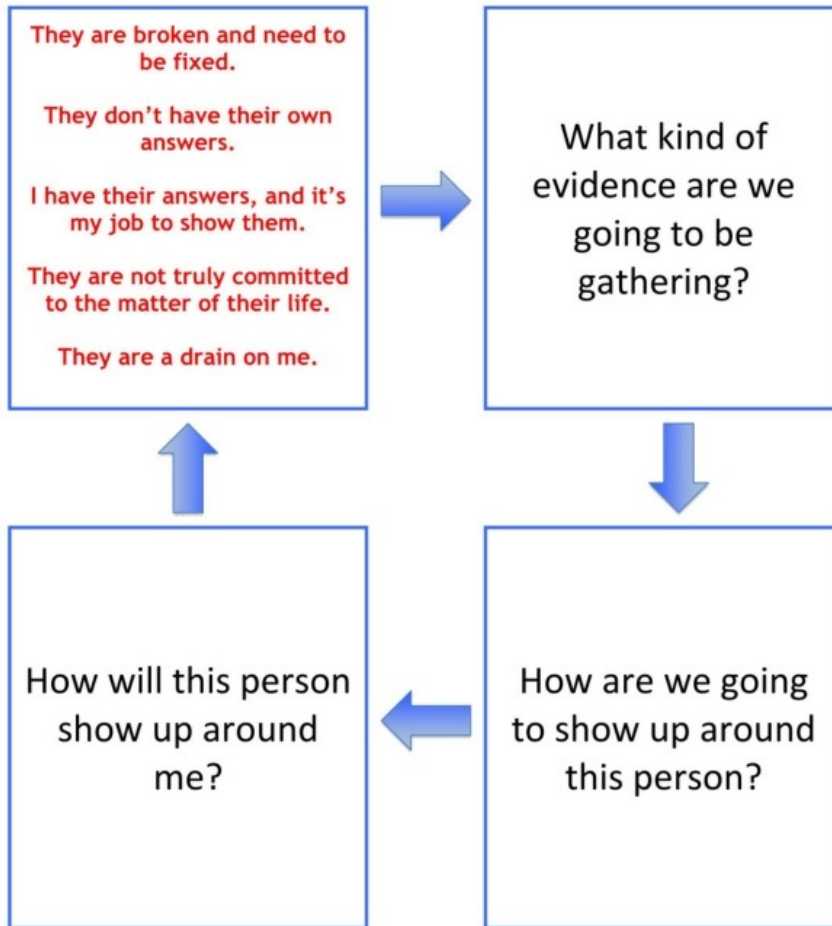 They are broken and need to
be fixed.
They don't have their own
answers.
I have their answers, and it's
my job to show them.
They are not truly committed
to the matter of their life.
They are a drain on me.
What kind of
evidence are we
going to be
gathering?
How are we going
to show up around
this person?
How will this person
show up around
me?